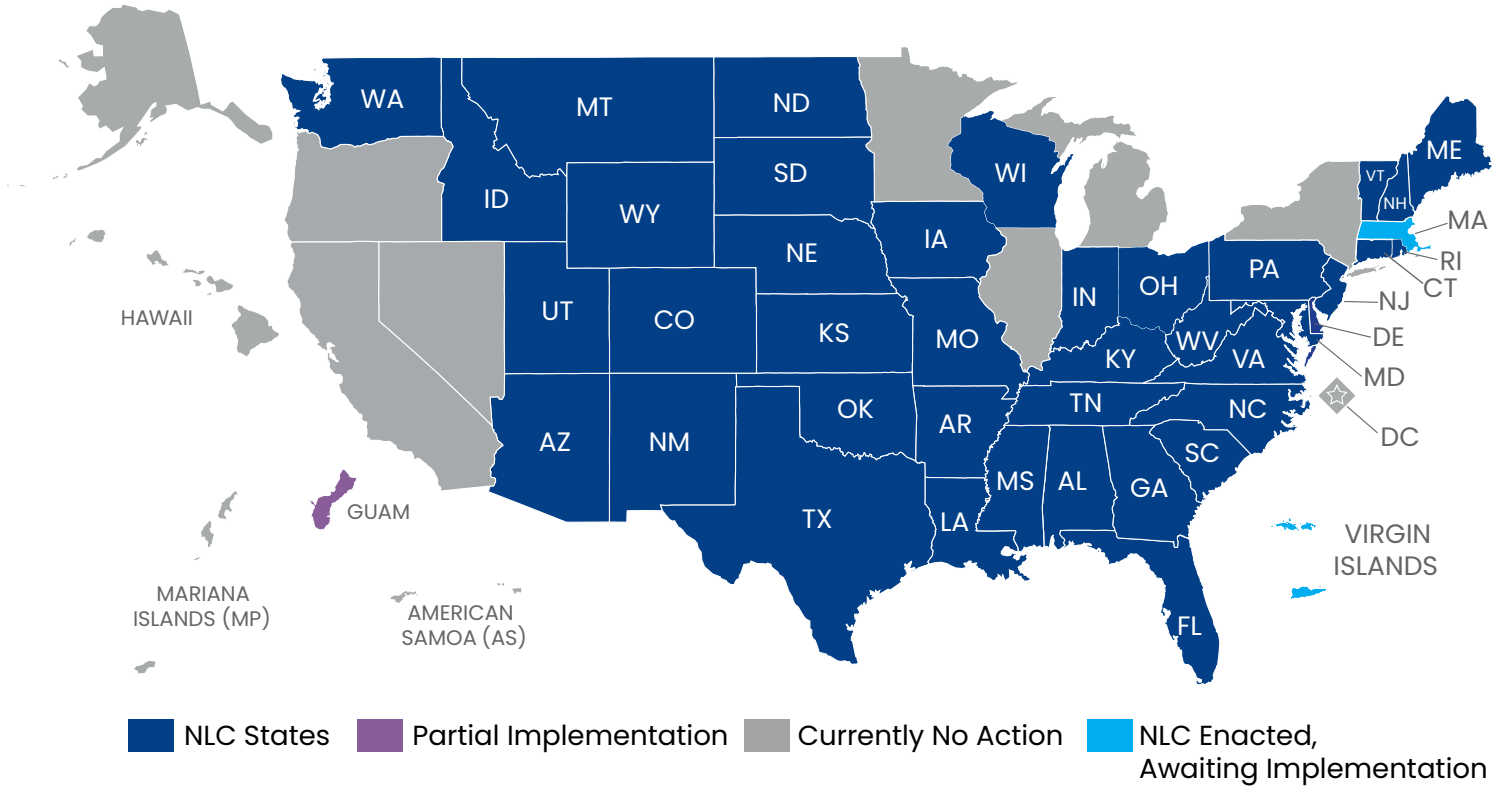 WA
MT
ND
ME
VT
ID
SD
WI
NH
WY
MA
IA
NE
RI
PA
CT
OH
IN
NJ
UT
CO
HAWAII
KS
MO
WV
DE
KY
VA
MD
TN
OK
NC
AR
DC
AZ
NM
SC
MS
AL
GA
GUAM
TX
LA
VIRGIN
ISLANDS
MARIANA
ISLANDS (MP)
AMERICAN
SAMOA (AS)
FL
NLC States
Partial Implementation
Currently No Action
NLC Enacted,
Awaiting Implementation